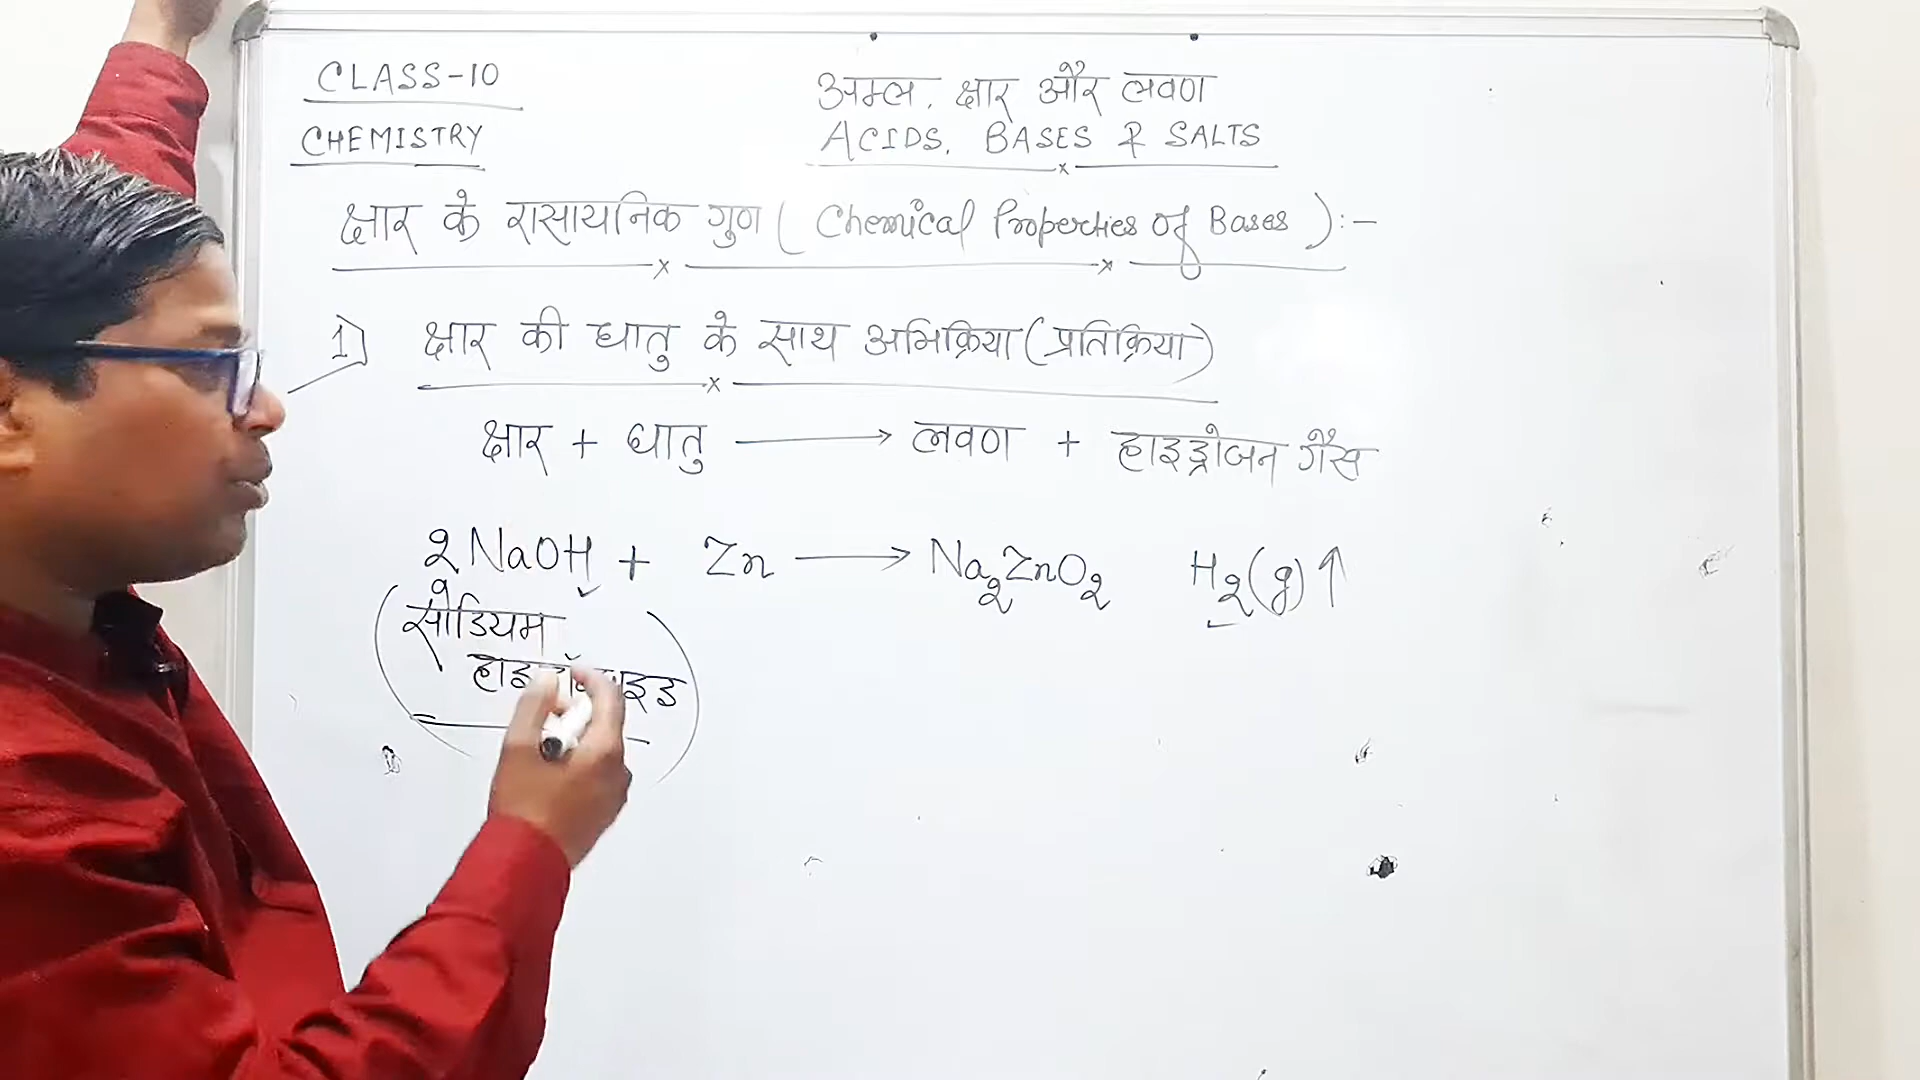 CLASS-10
CHEMISTRY
अम्ल, क्षार और लवण
ACIDS, BASES & SALTS
क्षार के रासायनिक गुण ( Chemical Properties of Bases ) :-
1) क्षार की धातु के साथ अभिक्रिया (प्रतिक्रिया)
क्षार + धातु → लवण + हाइड्रोजन गैस
2NaOH + Zn → Na₂ZnO₂ H₂(g)↑
(सोडियम